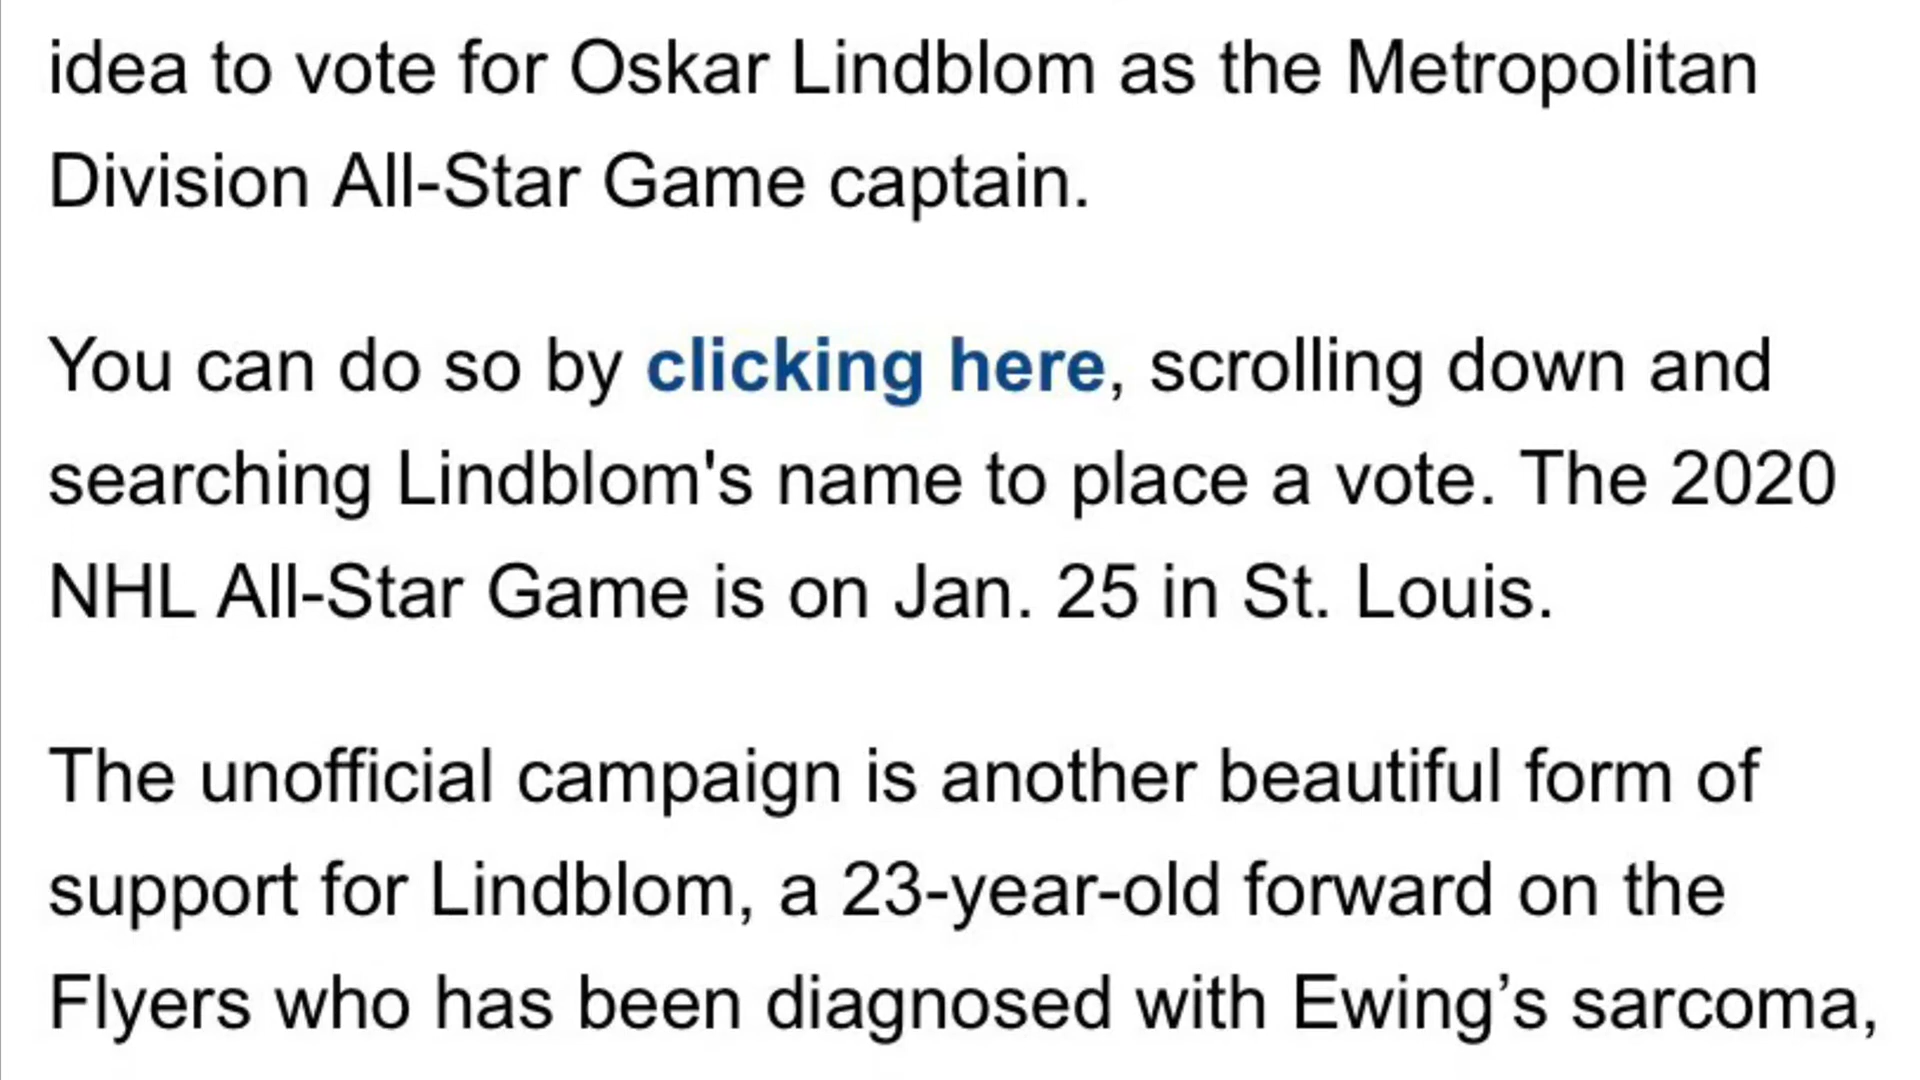 idea to vote for Oskar Lindblom as the Metropolitan
Division All-Star Game captain.
You can do so by clicking here, scrolling down and
searching Lindblom's name to place a vote. The 2020
NHL All-Star Game is on Jan. 25 in St. Louis.
The unofficial campaign is another beautiful form of
support for Lindblom, a 23-year-old forward on the
Flyers who has been diagnosed with Ewing’s sarcoma,